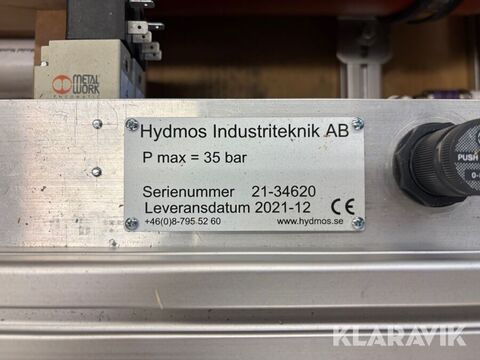 METAL
WORK
PNEUMATIC
Hydmos Industriteknik AB
P max = 35 bar
Serienummer 21-34620
Leveransdatum 2021-12 CE
+46(0)8-795 52 60 www.hydmos.se
PUSH
KLARAVIK